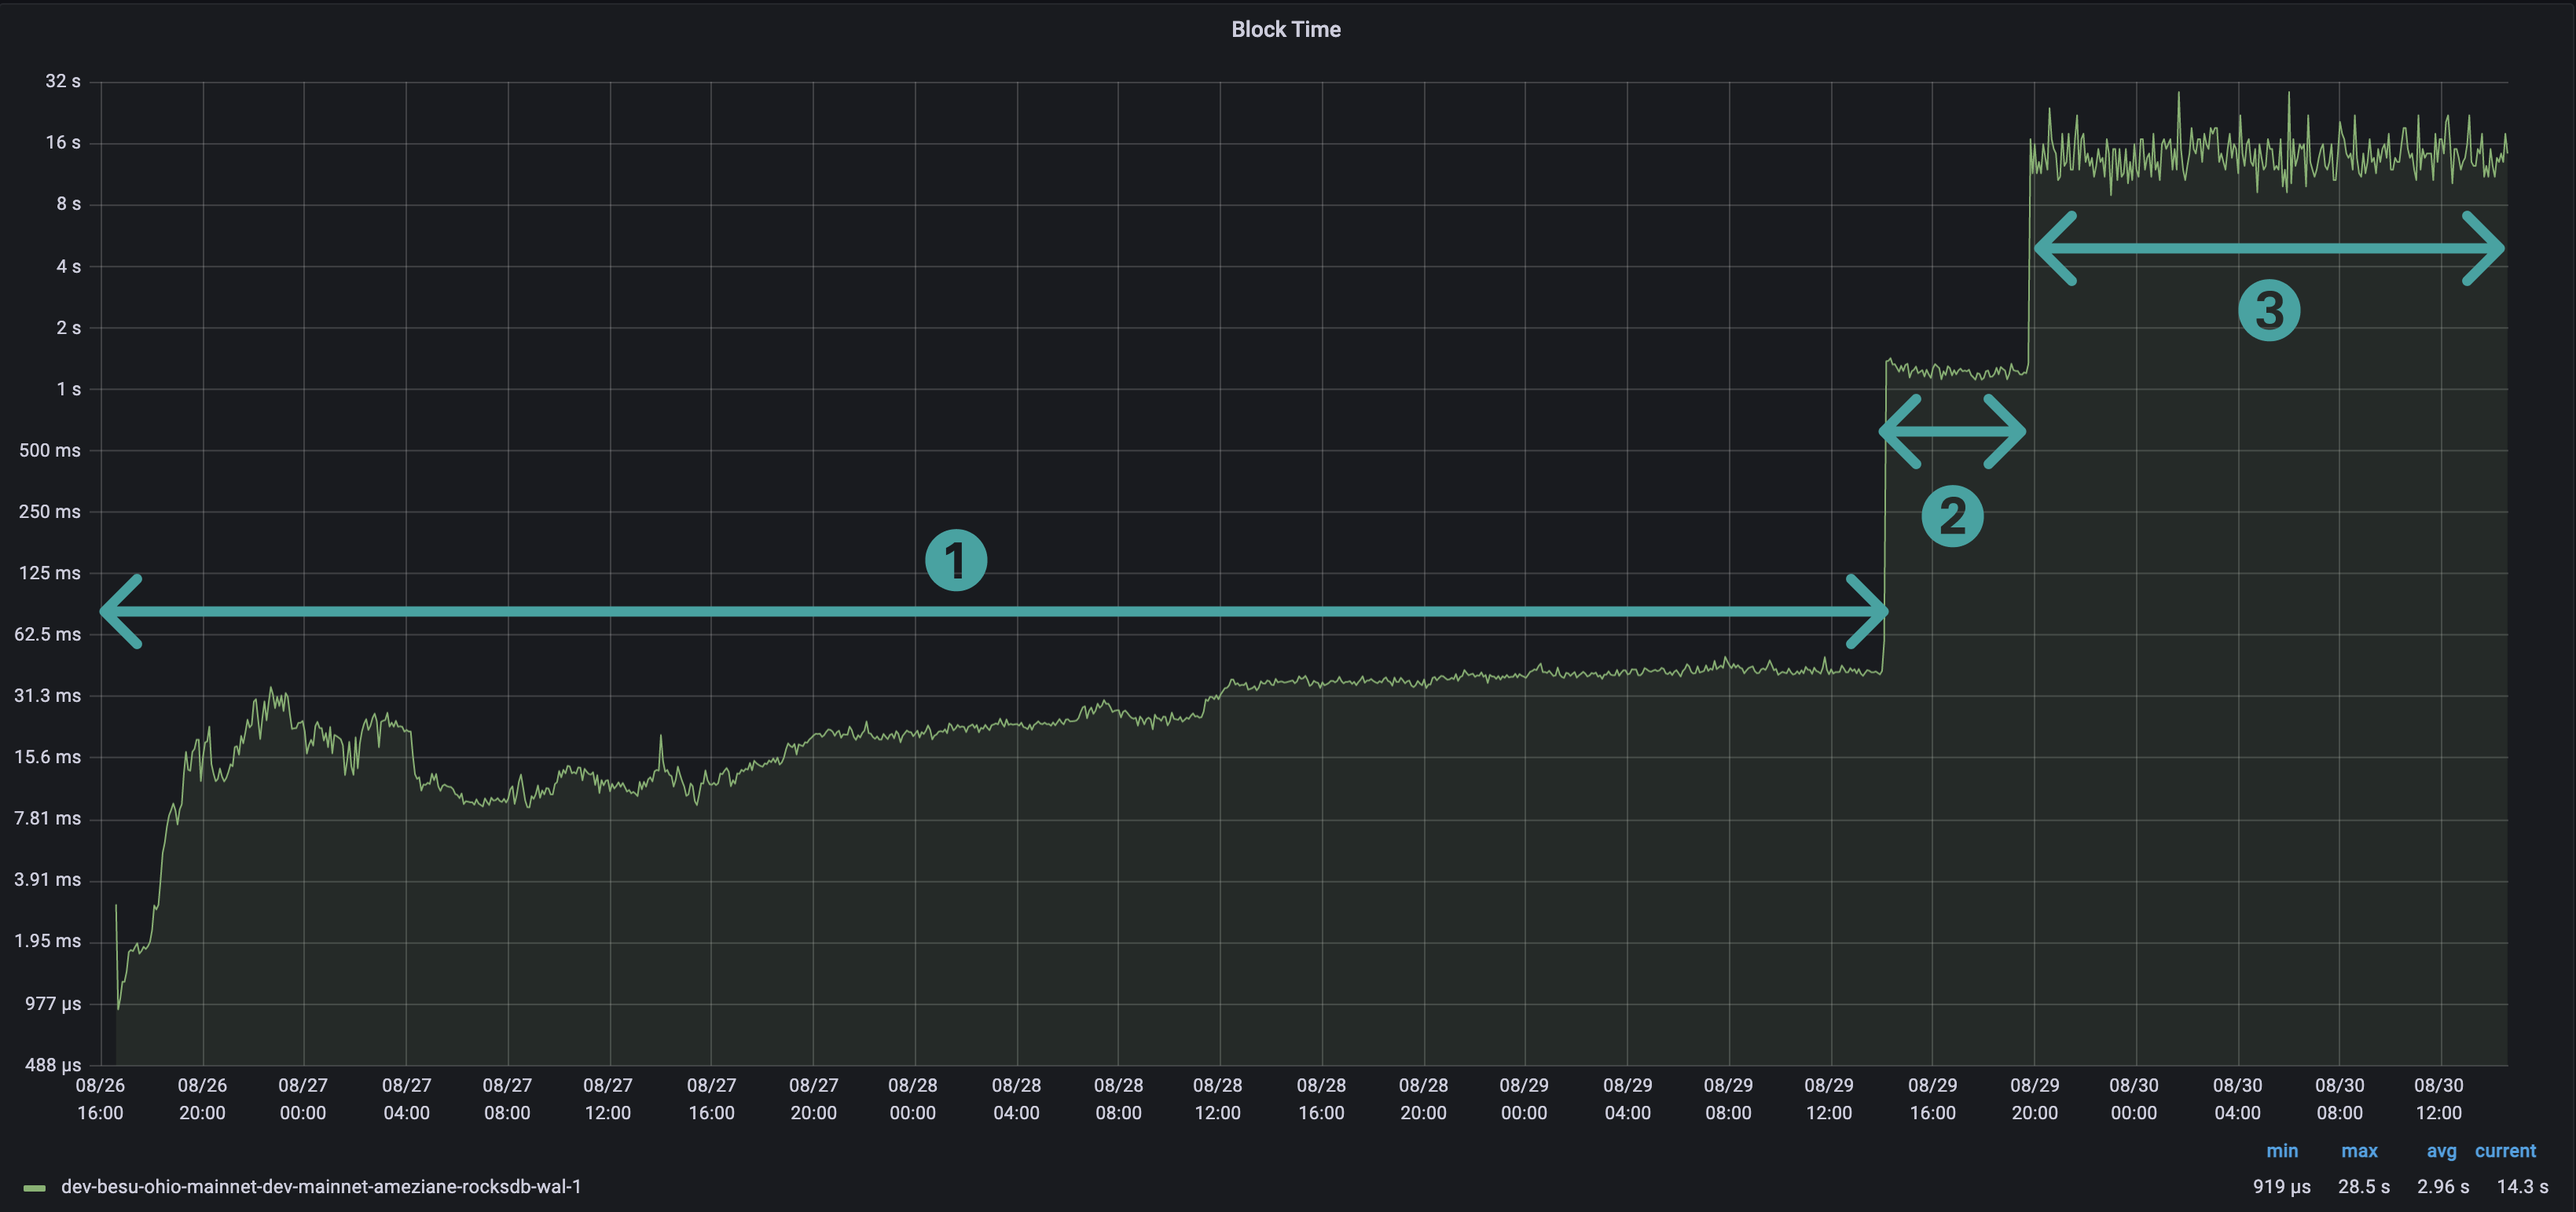 Block Time
32 s
16 s
8 s
4 s
2 s
1 s
500 ms
250 ms
125 ms
62.5 ms
31.3 ms
15.6 ms
7.81 ms
3.91 ms
1.95 ms
977 µs
488 µs
1
2
3
08/26 08/26 08/27 08/27 08/27 08/27 08/27 08/27 08/28 08/28 08/28 08/28 08/28 08/28 08/29 08/29 08/29 08/29 08/29 08/29 08/30 08/30 08/30 08/30
16:00 20:00 00:00 04:00 08:00 12:00 16:00 20:00 00:00 04:00 08:00 12:00 16:00 20:00 00:00 04:00 08:00 12:00 16:00 20:00 00:00 04:00 08:00 12:00
min max avg current
dev-besu-ohio-mainnet-dev-mainnet-ameziane-rocksdb-wal-1 919 µs 28.5 s 2.96 s 14.3 s